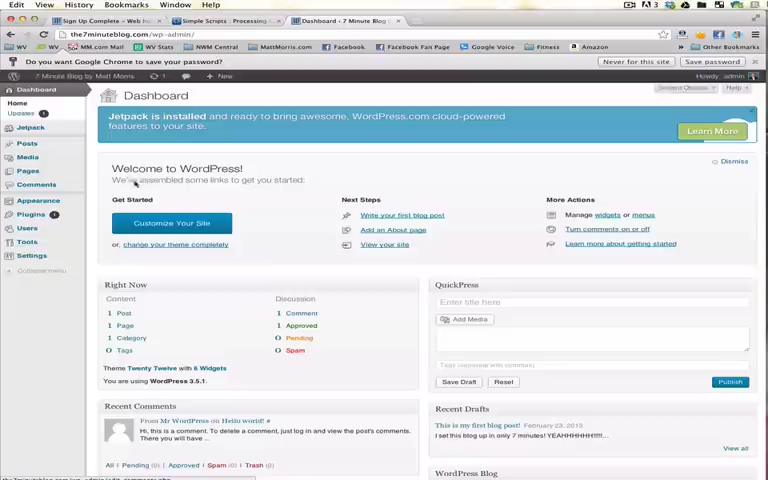 Edit View History Bookmarks Window Help
Sign Up Complete – Web h
Simple Scripts : Processing
Dashboard ‹ 7 Minute Blog
the7minuteblog.com/wp-admin/
WV WV MM.com Mail WV Stats NWM Central MattMorris.com Facebook Facebook Fan Page Google Voice Fitness Amazon Other Bookmarks
Do you want Google Chrome to save your password? Never for this site Save password
7 Minute Blog by Matt Morris 1 + New Howdy, admin
Dashboard
Home
Updates 1
Jetpack
Posts
Media
Pages
Comments
Appearance
Plugins 1
Users
Tools
Settings
Collapse menu
Dashboard
Screen Options Help
Jetpack is installed and ready to bring awesome, WordPress.com cloud-powered
features to your site.
Learn More
Welcome to WordPress!
Dismiss
We've assembled some links to get you started:
Get Started
Customize Your Site
or, change your theme completely
Next Steps
Write your first blog post
Add an About page
View your site
More Actions
Manage widgets or menus
Turn comments on or off
Learn more about getting started
Right Now
Content
1 Post
1 Page
1 Category
0 Tags
Discussion
1 Comment
1 Approved
0 Pending
0 Spam
Theme Twenty Twelve with 6 Widgets
You are using WordPress 3.5.1.
Recent Comments
From Mr WordPress on Hello world! #
Hi, this is a comment. To delete a comment, just log in and view the post's comments.
There you will have ...
All | Pending (0) | Approved | Spam (0) | Trash (0)
QuickPress
Enter title here
Add Media
Tags (separate with commas)
Save Draft Reset Publish
Recent Drafts
This is my first blog post! February 23, 2013
I set this blog up in only 7 minutes! YEAHHHHHH!!!!!...
View all
WordPress Blog